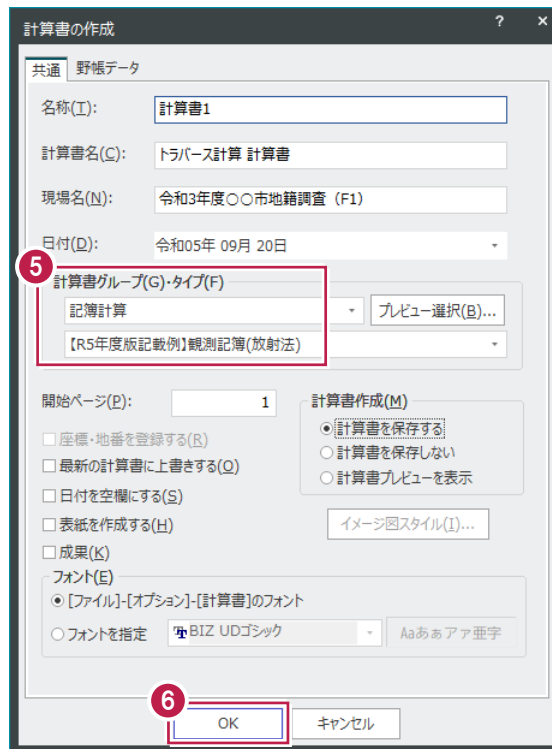 計算書の作成 ? ×
共通 野帳データ
名称(T): 計算書1
計算書名(C): トラバース計算 計算書
現場名(N): 令和3年度○○市地籍調査（F1）
日付(D): 令和05年 09月 20日
5
計算書グループ(G)・タイプ(F)
記簿計算 プレビュー選択(B)...
【R5年度版記載例】観測記簿(放射法)
開始ページ(P): 1
計算書作成(M)
計算書を保存する
座標・地番を登録する(R)
計算書を保存しない
最新の計算書に上書きする(O)
計算書プレビューを表示
日付を空欄にする(S)
表紙を作成する(H) イメージ図スタイル(I)...
成果(K)
フォント(E)
[ファイル]-[オプション]-[計算書]のフォント
フォントを指定 BIZ UDゴシック Aaあぁアァ亜字
6
OK キャンセル